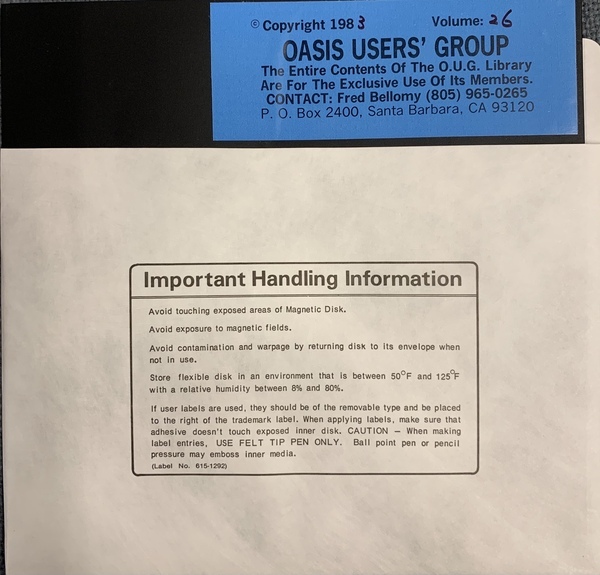 © Copyright 1983 Volume: 26
OASIS USERS' GROUP
The Entire Contents Of The O.U.G. Library
Are For The Exclusive Use Of Its Members.
CONTACT: Fred Bellomy (805) 965-0265
P. O. Box 2400, Santa Barbara, CA 93120
Important Handling Information
Avoid touching exposed areas of Magnetic Disk.
Avoid exposure to magnetic fields.
Avoid contamination and warpage by returning disk to its envelope when
not in use.
Store flexible disk in an environment that is between 50°F and 125°F
with a relative humidity between 8% and 80%.
If user labels are used, they should be of the removable type and be placed
to the right of the trademark label. When applying labels, make sure that
adhesive doesn't touch exposed inner disk. CAUTION — When making
label entries, USE FELT TIP PEN ONLY. Ball point pen or pencil
pressure may emboss inner media.
(Label No. 615-1292)